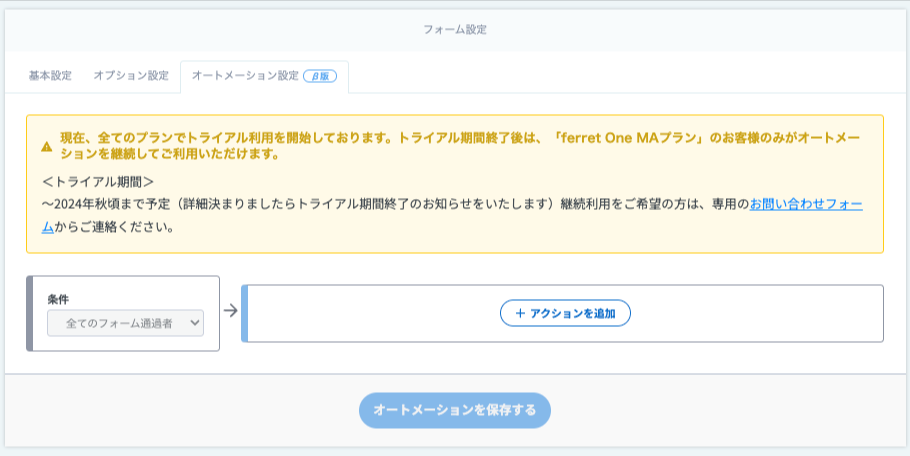 フォーム設定
基本設定 オプション設定 オートメーション設定 β版
現在、全てのプランでトライアル利用を開始しております。トライアル期間終了後は、「ferret One MAプラン」のお客様のみがオートメー
ションを継続してご利用いただけます。
＜トライアル期間＞
〜2024年秋頃まで予定（詳細決まりましたらトライアル期間終了のお知らせをいたします）継続利用をご希望の方は、専用のお問い合わせフォー
ムからご連絡ください。
条件
全てのフォーム通過者
＋ アクションを追加
オートメーションを保存する